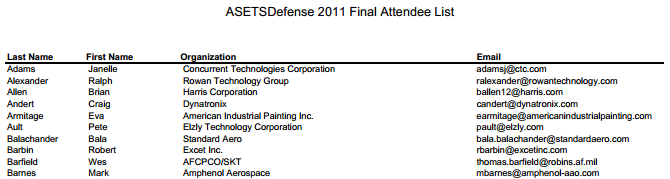 ASETSDefense 2011 Final Attendee List
Last Name First Name Organization Email
Adams Janelle Concurrent Technologies Corporation adamsj@ctc.com
Alexander Ralph Rowan Technology Group ralexander@rowantechnology.com
Allen Brian Harris Corporation ballen12@harris.com
Andert Craig Dynatronix candert@dynatronix.com
Armitage Eva American Industrial Painting Inc. earmitage@americanindustrialpainting.com
Ault Pete Elzly Technology Corporation pault@elzly.com
Balachander Bala Standard Aero bala.balachander@standardaero.com
Barbin Robert Excet Inc. rbarbin@excetinc.com
Barfield Wes AFCPCO/SKT thomas.barfield@robins.af.mil
Barnes Mark Amphenol Aerospace mbarnes@amphenol-aao.com